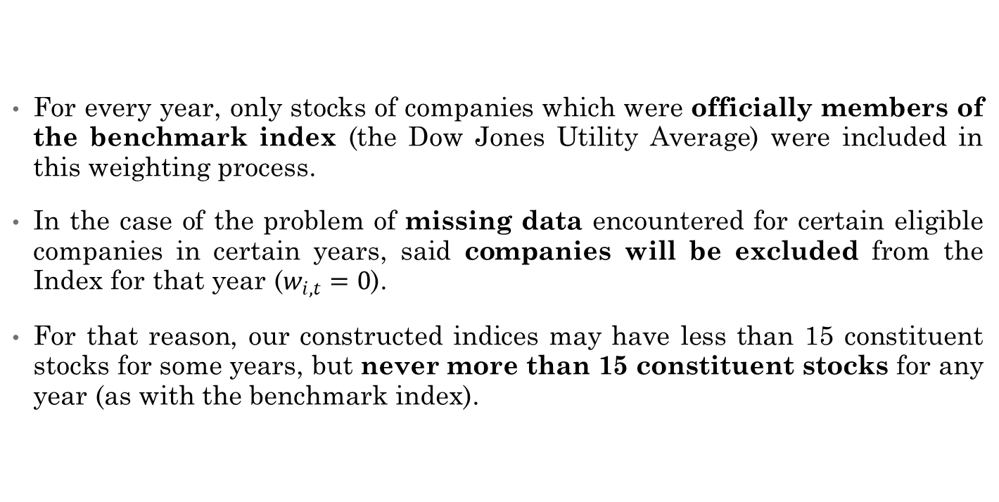 • For every year, only stocks of companies which were officially members of
the benchmark index (the Dow Jones Utility Average) were included in
this weighting process.
• In the case of the problem of missing data encountered for certain eligible
companies in certain years, said companies will be excluded from the
Index for that year (w_{i,t} = 0).
• For that reason, our constructed indices may have less than 15 constituent
stocks for some years, but never more than 15 constituent stocks for any
year (as with the benchmark index).